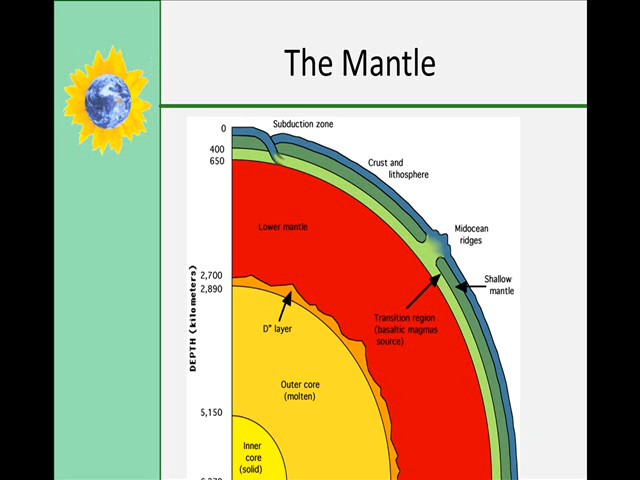 The Mantle
Subduction zone
0
400
650
Crust and
lithosphere
Lower mantle
Midocean
ridges
Shallow
mantle
2,700
2,890
Transition region
(basaltic magmas
source)
D" layer
DEPTH (kilometers)
Outer core
(molten)
5,150
Inner
core
(solid)